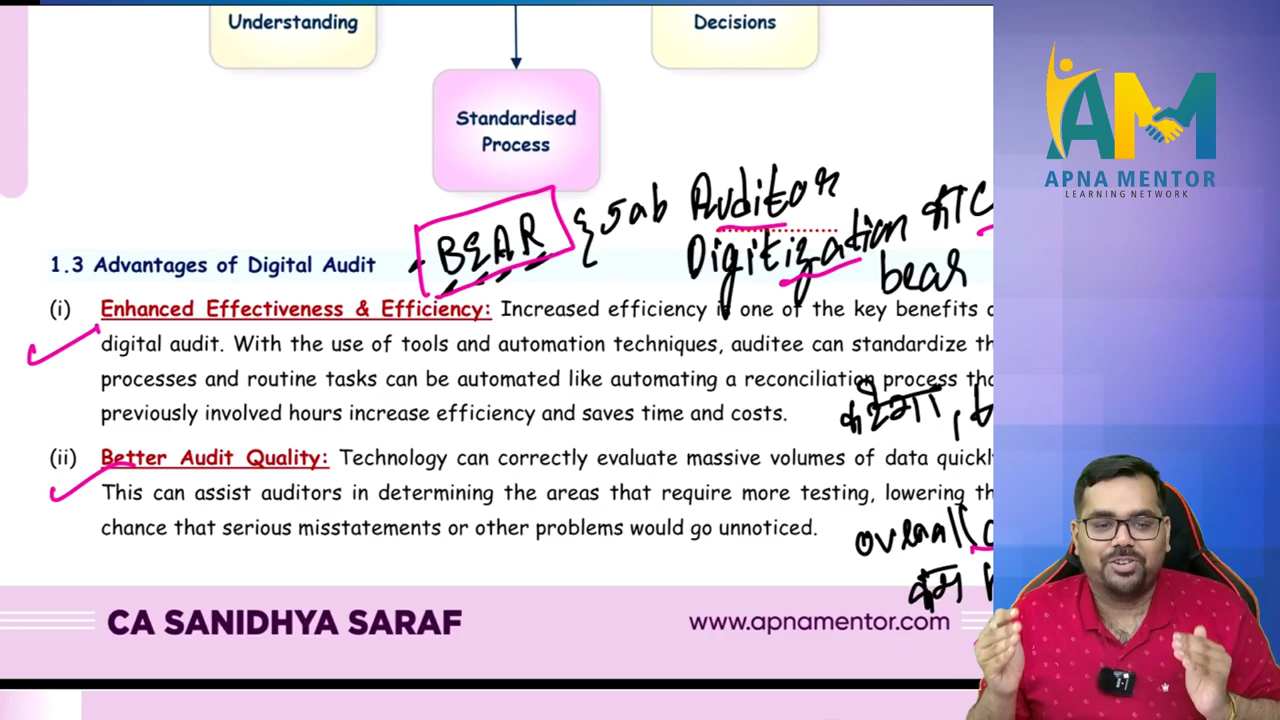 Understanding
Decisions
Standardised
Process
AM
APNA MENTOR
LEARNING NETWORK
BEAR { Jab Auditor
Digitization का C
bear
1.3 Advantages of Digital Audit
(i) Enhanced Effectiveness & Efficiency: Increased efficiency is one of the key benefits o
digital audit. With the use of tools and automation techniques, auditee can standardize th
processes and routine tasks can be automated like automating a reconciliation process tha
previously involved hours increase efficiency and saves time and costs.
(ii) Better Audit Quality: Technology can correctly evaluate massive volumes of data quickly
This can assist auditors in determining the areas that require more testing, lowering th
chance that serious misstatements or other problems would go unnoticed.
overall
CA SANIDHYA SARAF
www.apnamentor.com